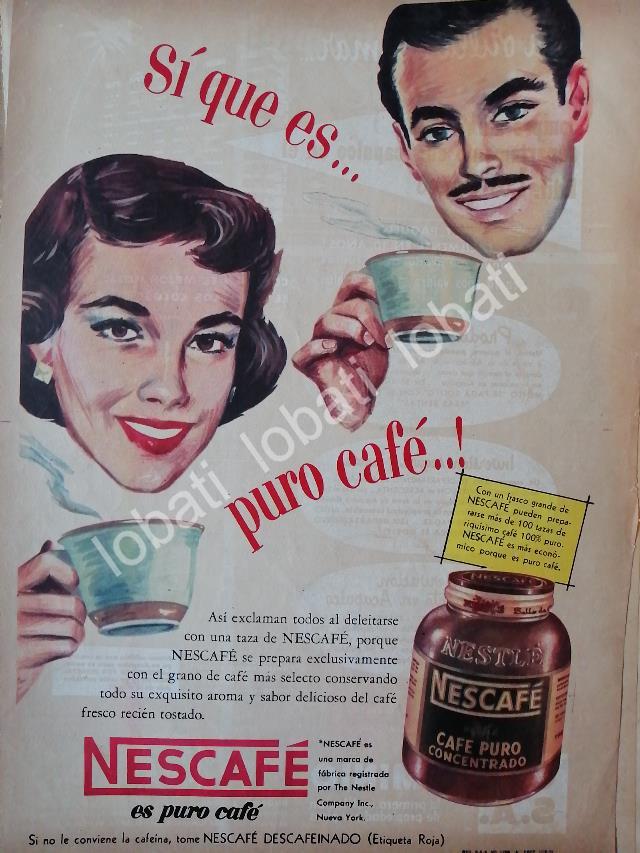 Sí que es...
puro café..!
Con un frasco grande de
NESCAFÉ pueden prepa-
rarse más de 100 tazas de
riquísimo café 100% puro.
NESCAFÉ es más econó-
mico porque es puro café.
Así exclaman todos al deleitarse
con una taza de NESCAFÉ, porque
NESCAFÉ se prepara exclusivamente
con el grano de café más selecto conservando
todo su exquisito aroma y sabor delicioso del café
fresco recién tostado.
NESCAFÉ
NESTLÉ
NESCAFÉ
CAFE PURO
CONCENTRADO
NESCAFÉ
es puro café
"NESCAFÉ es
una marca de
fábrica registrada
por The Nestle
Company Inc.,
Nueva York.
Si no le conviene la cafeína, tome NESCAFÉ DESCAFEINADO (Etiqueta Roja)
lobati lobati lobati